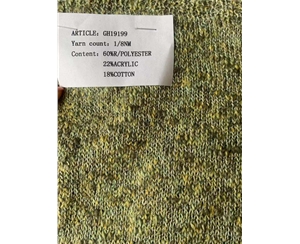 ARTICLE: GH19199
Yarn count: 1/8NM
Content: 60%R/POLYESTER
22%ACRYLIC
18%COTTON